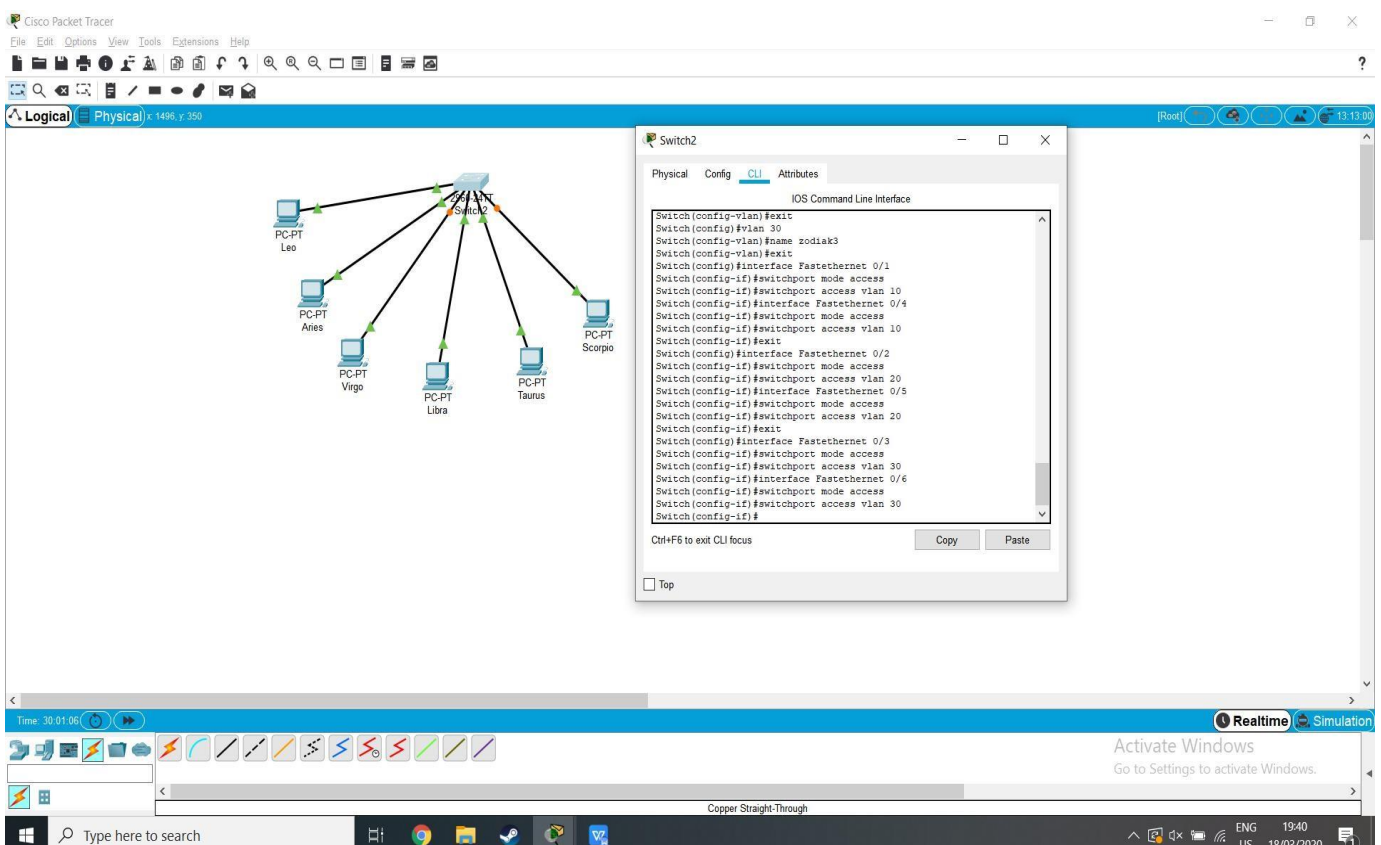 Cisco Packet Tracer
File Edit Options View Tools Extensions Help
?
Logical Physical x: 1496, y: 350
[Root] 13:13:00
2960-24TT
Switch2
PC-PT
Leo
PC-PT
Aries
PC-PT
Virgo
PC-PT
Libra
PC-PT
Taurus
PC-PT
Scorpio
Switch2
Physical Config CLI Attributes
IOS Command Line Interface
Switch(config-vlan)#exit
Switch(config)#vlan 30
Switch(config-vlan)#name zodiak3
Switch(config-vlan)#exit
Switch(config)#interface Fastethernet 0/1
Switch(config-if)#switchport mode access
Switch(config-if)#switchport access vlan 10
Switch(config-if)#interface Fastethernet 0/4
Switch(config-if)#switchport mode access
Switch(config-if)#switchport access vlan 10
Switch(config-if)#exit
Switch(config)#interface Fastethernet 0/2
Switch(config-if)#switchport mode access
Switch(config-if)#switchport access vlan 20
Switch(config-if)#interface Fastethernet 0/5
Switch(config-if)#switchport mode access
Switch(config-if)#switchport access vlan 20
Switch(config-if)#exit
Switch(config)#interface Fastethernet 0/3
Switch(config-if)#switchport mode access
Switch(config-if)#switchport access vlan 30
Switch(config-if)#interface Fastethernet 0/6
Switch(config-if)#switchport mode access
Switch(config-if)#switchport access vlan 30
Switch(config-if)#
Ctrl+F6 to exit CLI focus
Copy Paste
Top
Time: 30:01:06
Realtime Simulation
Activate Windows
Go to Settings to activate Windows.
Copper Straight-Through
Type here to search
ENG 19:40
US 18/03/2020